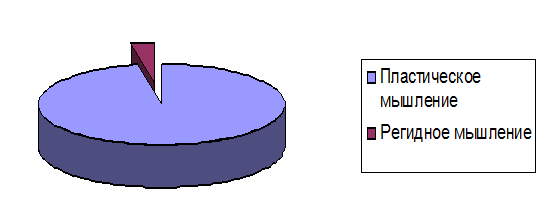 Пластическое
мышление
Регидное мышление